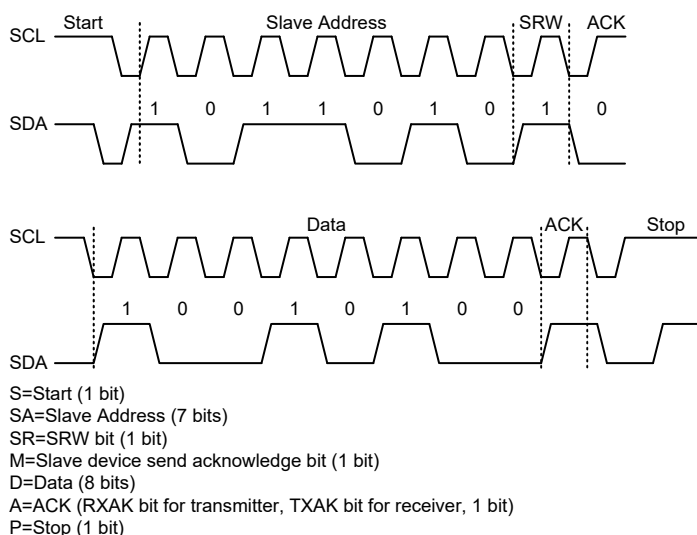 Start Slave Address SRW ACK
SCL
1 0 1 1 0 1 0 1 0
SDA
Data ACK Stop
SCL
1 0 0 1 0 1 0 0
SDA
S=Start (1 bit)
SA=Slave Address (7 bits)
SR=SRW bit (1 bit)
M=Slave device send acknowledge bit (1 bit)
D=Data (8 bits)
A=ACK (RXAK bit for transmitter, TXAK bit for receiver, 1 bit)
P=Stop (1 bit)